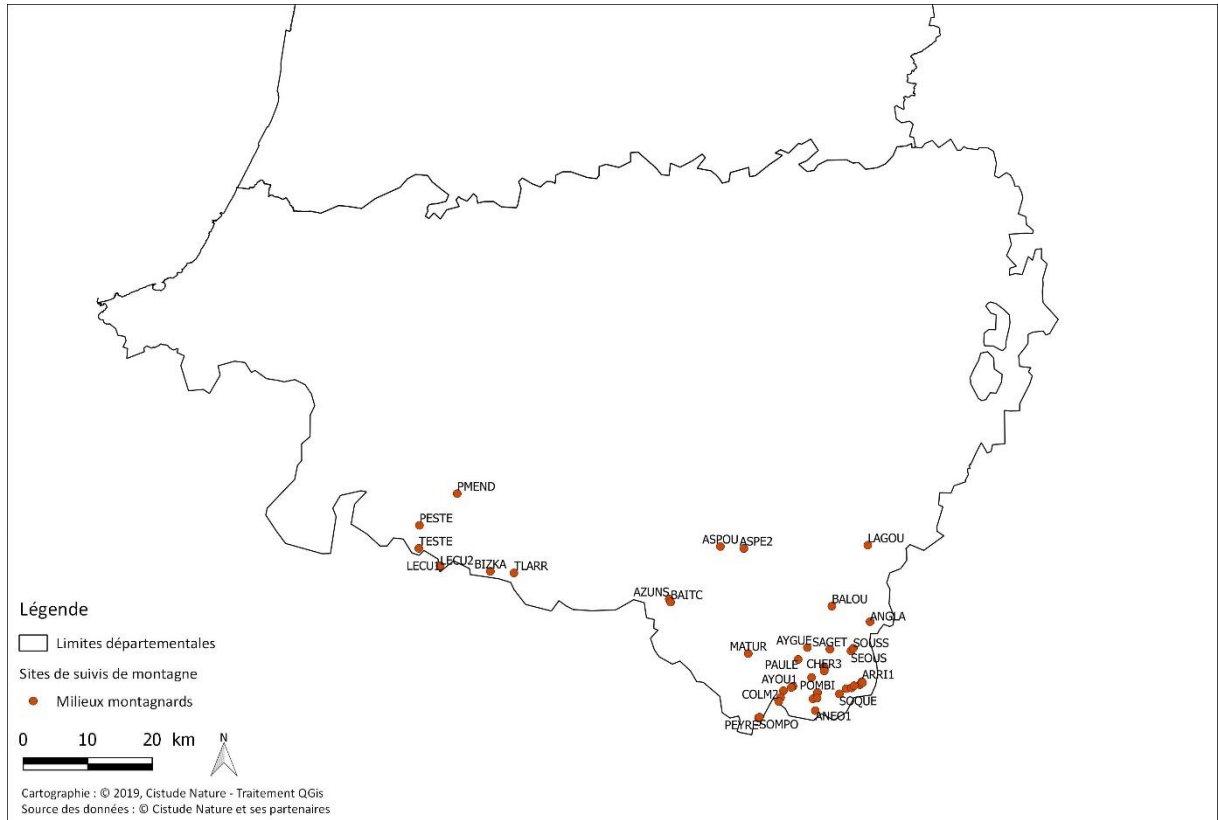 PMEND
PESTE
TESTE
LECU1
LECU2
BIZKA
TLARR
ASPOU
ASPE2
LAGOU
AZUNS
BAITC
BALOU
ANGLA
MATUR
AYGUE
SAGET
SOUSS
SEOUS
PAULE
CHER3
ARRI1
AYOU1
POMBI
COLM2
SOQUE
ANEO1
PEYRE
SOMPO
Légende
Limites départementales
Sites de suivis de montagne
Milieux montagnards
0 10 20 km
N
Cartographie : © 2019, Cistude Nature - Traitement QGis
Source des données : © Cistude Nature et ses partenaires